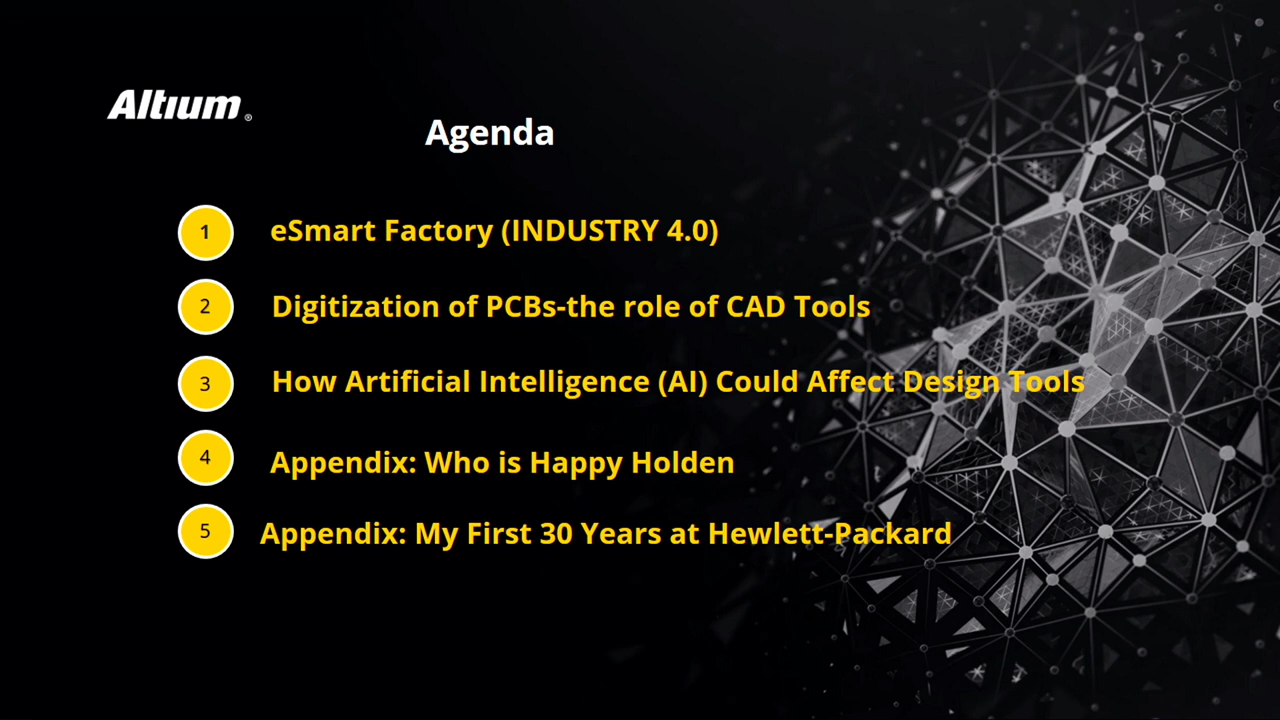 Altium®
Agenda
1 eSmart Factory (INDUSTRY 4.0)
2 Digitization of PCBs-the role of CAD Tools
3 How Artificial Intelligence (AI) Could Affect Design Tools
4 Appendix: Who is Happy Holden
5 Appendix: My First 30 Years at Hewlett-Packard